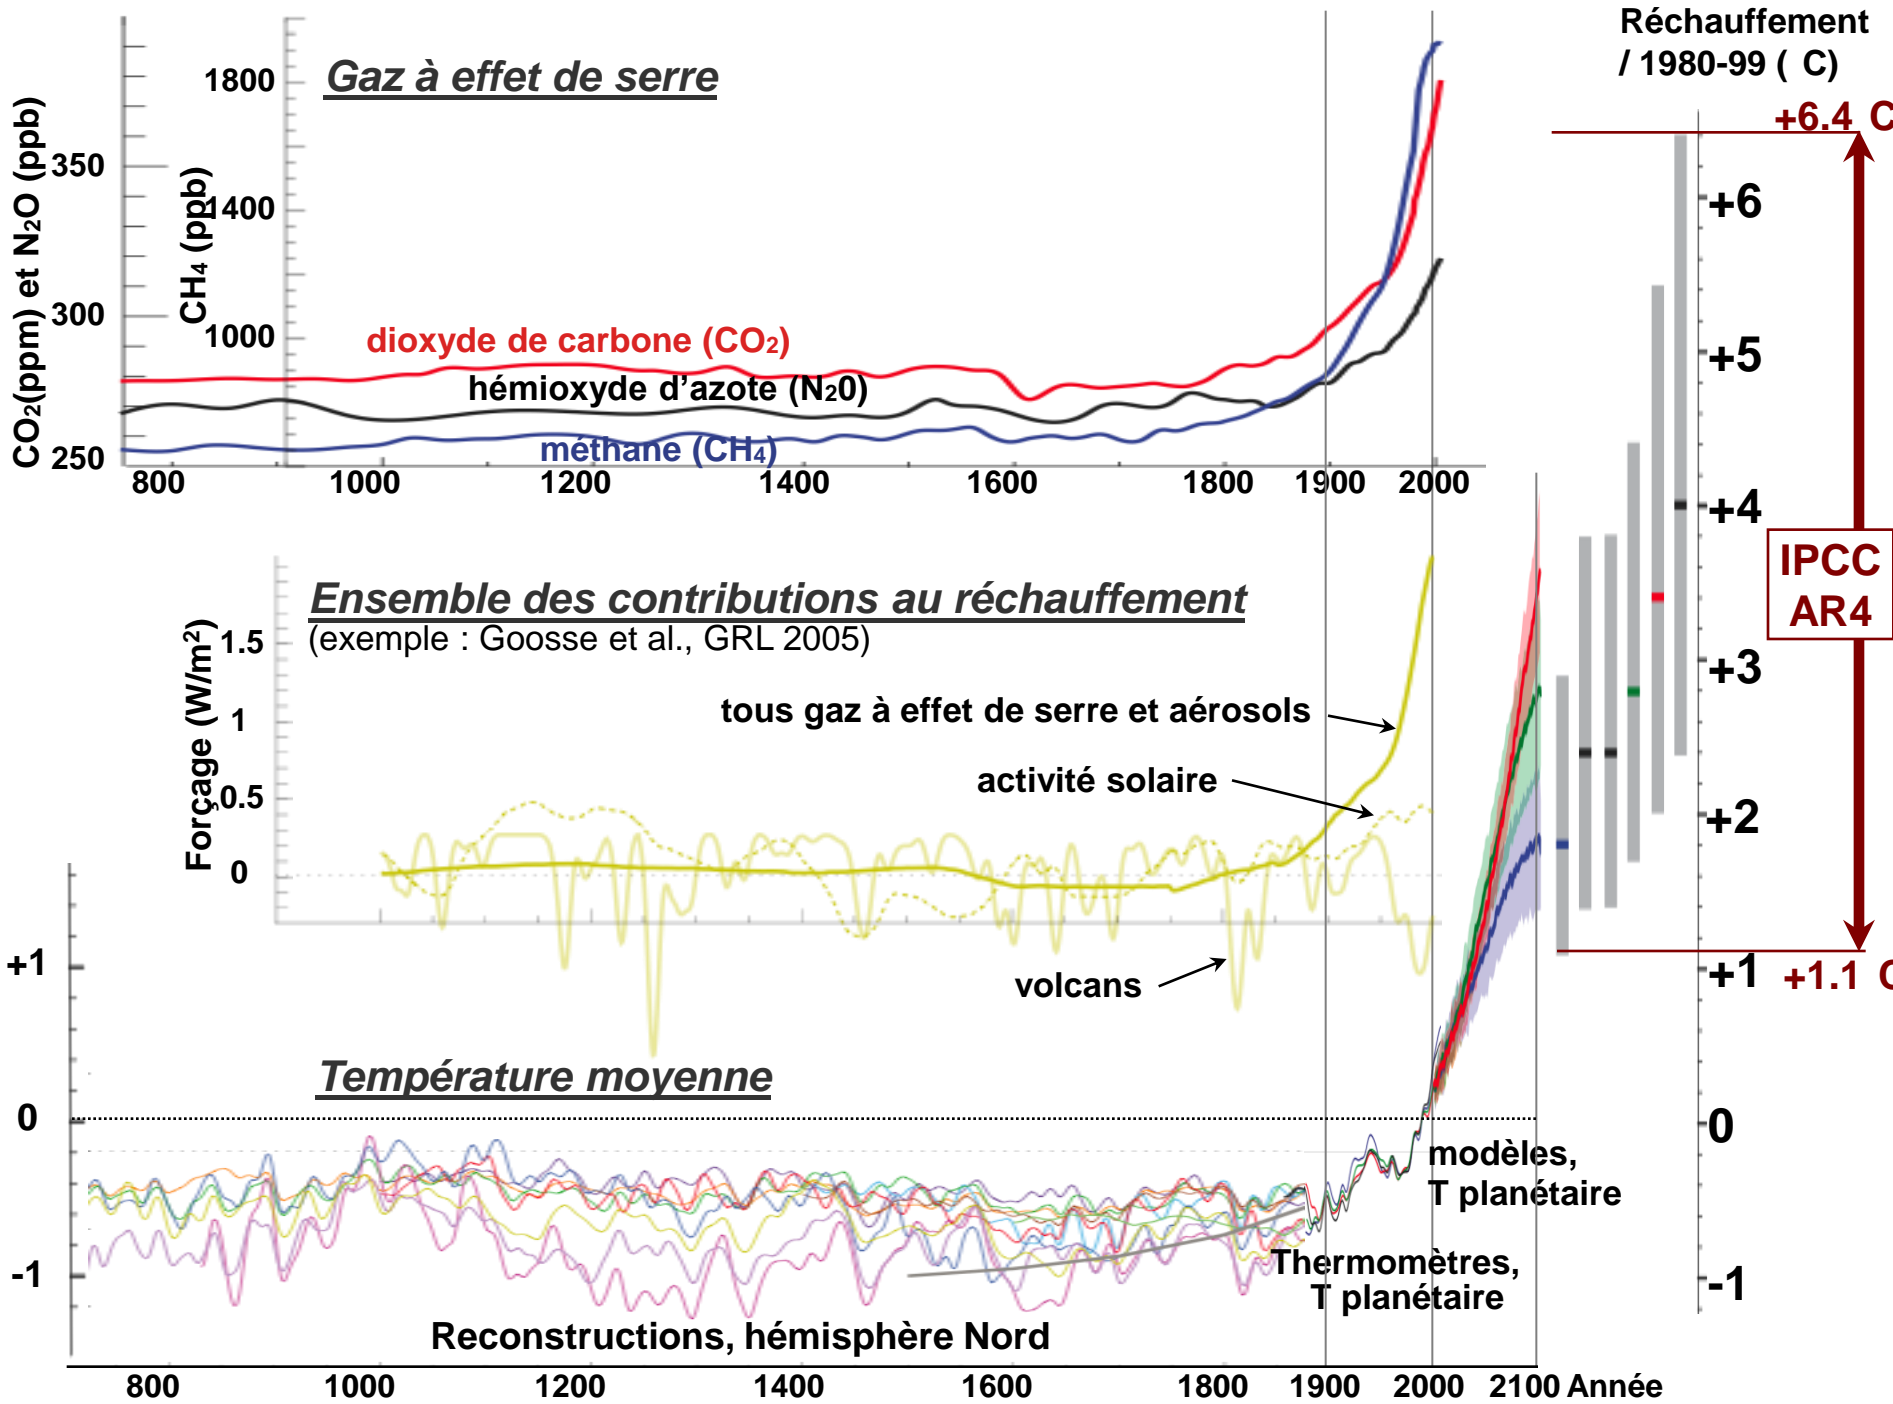 Réchauffement
/ 1980-99 ( C)
+6.4 C
Gaz à effet de serre
CO₂(ppm) et N₂O (ppb)
350
300
250
CH₄ (ppb)
1800
1400
1000
dioxyde de carbone (CO₂)
hémioxyde d'azote (N₂0)
méthane (CH₄)
800 1000 1200 1400 1600 1800 1900 2000
+6
+5
+4
+3
+2
+1
0
-1
IPCC
AR4
+1.1 C
Ensemble des contributions au réchauffement
(exemple : Goosse et al., GRL 2005)
Forçage (W/m²)
1.5
1
0.5
0
tous gaz à effet de serre et aérosols
activité solaire
volcans
Température moyenne
+1
0
-1
modèles,
T planétaire
Thermomètres,
T planétaire
Reconstructions, hémisphère Nord
800 1000 1200 1400 1600 1800 1900 2000 2100 Année